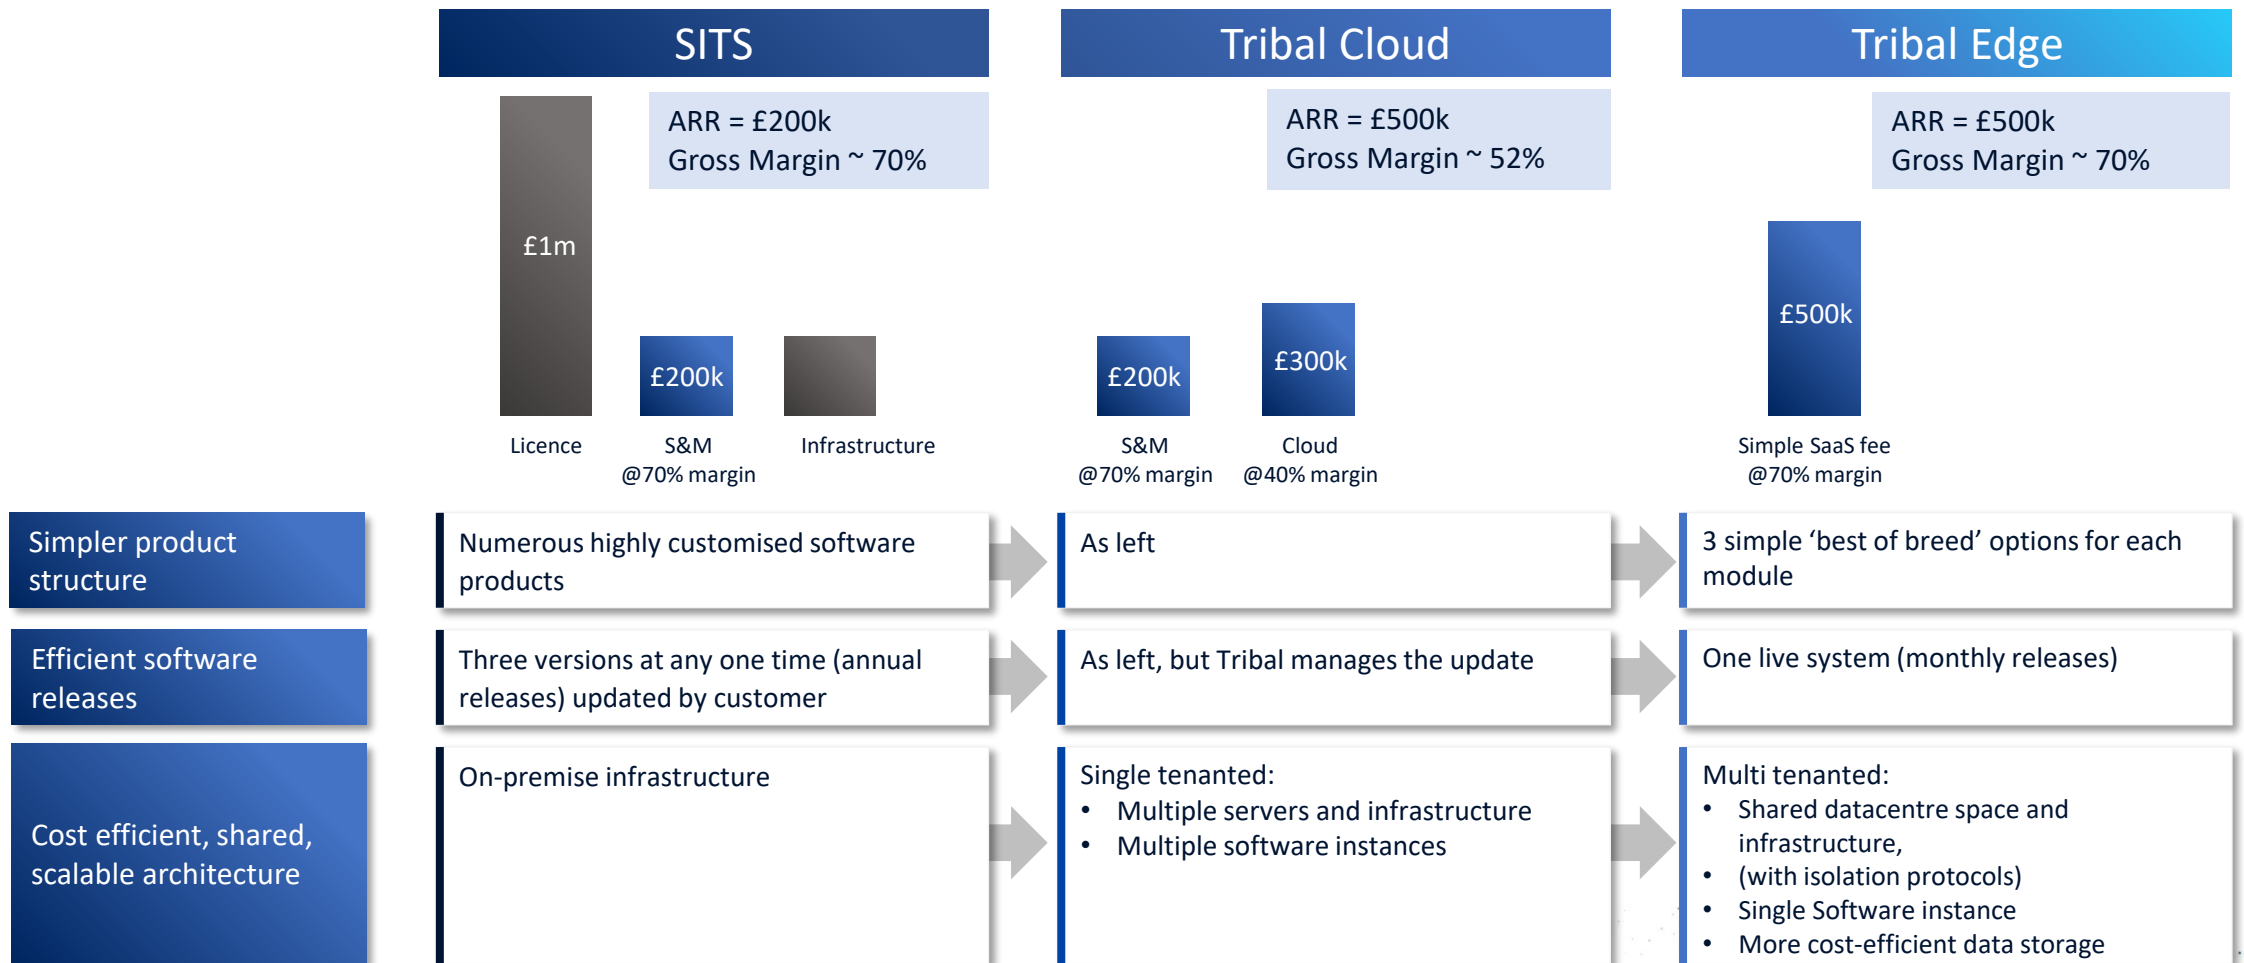 SITS
Tribal Cloud
Tribal Edge
ARR = £200k
Gross Margin ~ 70%
ARR = £500k
Gross Margin ~ 52%
ARR = £500k
Gross Margin ~ 70%
£1m
£200k
£200k
£300k
£500k
Licence
S&M
@70% margin
Infrastructure
S&M
@70% margin
Cloud
@40% margin
Simple SaaS fee
@70% margin
Simpler product
structure
Numerous highly customised software
products
As left
3 simple ‘best of breed’ options for each
module
Efficient software
releases
Three versions at any one time (annual
releases) updated by customer
As left, but Tribal manages the update
One live system (monthly releases)
Cost efficient, shared,
scalable architecture
On-premise infrastructure
Single tenanted:
• Multiple servers and infrastructure
• Multiple software instances
Multi tenanted:
• Shared datacentre space and
infrastructure,
• (with isolation protocols)
• Single Software instance
• More cost-efficient data storage